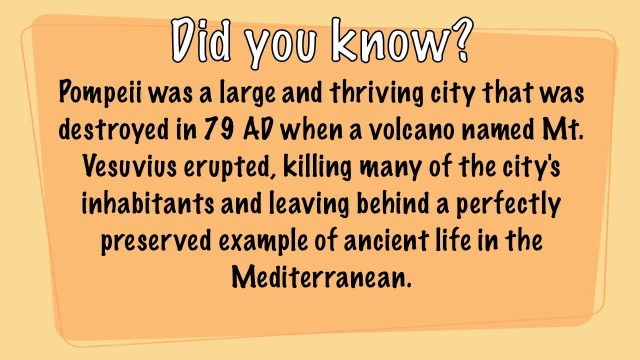 Did you know?
Pompeii was a large and thriving city that was
destroyed in 79 AD when a volcano named Mt.
Vesuvius erupted, killing many of the city's
inhabitants and leaving behind a perfectly
preserved example of ancient life in the
Mediterranean.